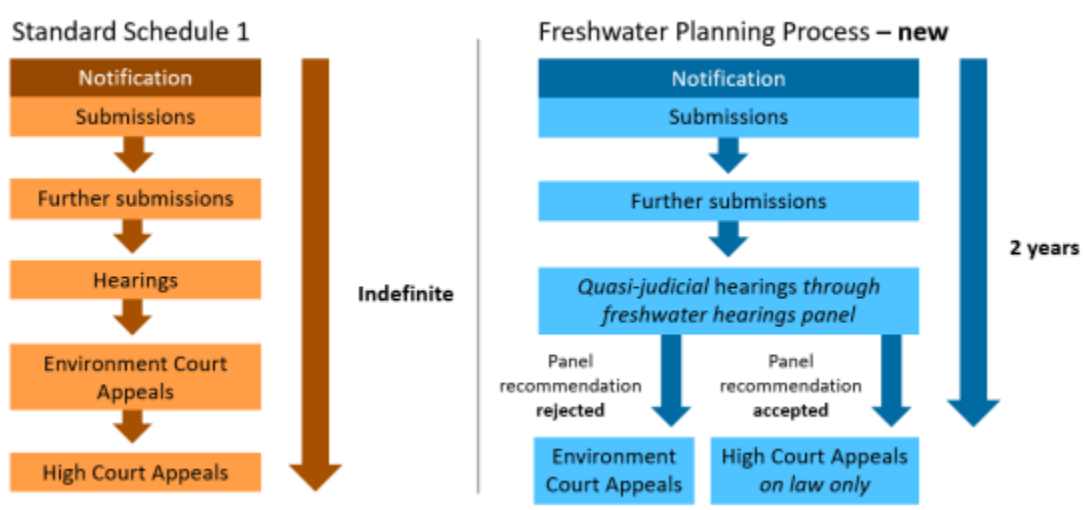 Standard Schedule 1
Notification
Submissions
Further submissions
Hearings
Environment Court
Appeals
High Court Appeals
Indefinite
Freshwater Planning Process – new
Notification
Submissions
Further submissions
Quasi-judicial hearings through
freshwater hearings panel
Panel
recommendation
rejected
Panel
recommendation
accepted
Environment
Court Appeals
High Court Appeals
on law only
2 years